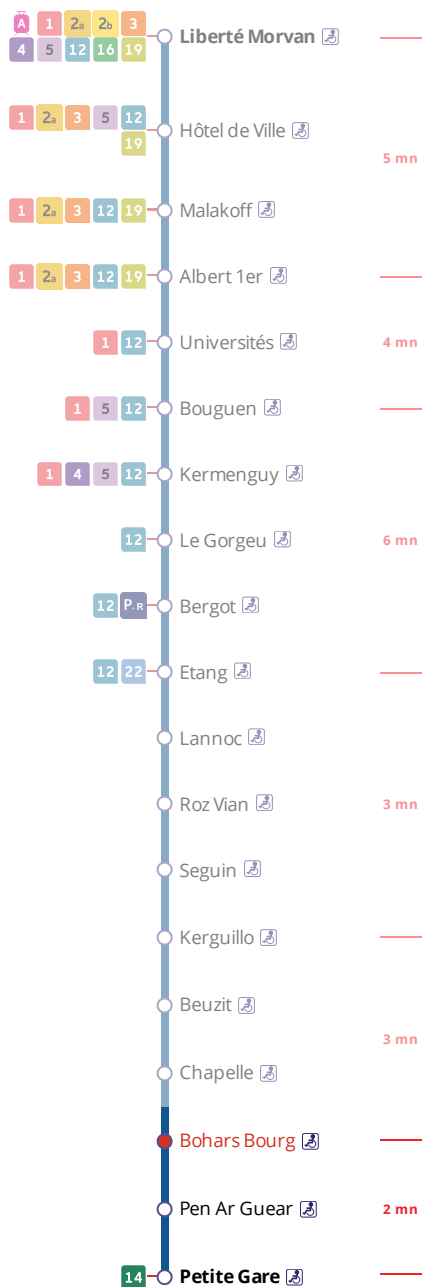 A 1 2a 2b 3
4 5 12 16 19
Liberté Morvan
1 2a 3 5 12
19
Hôtel de Ville
5 mn
1 2a 3 12 19 Malakoff
1 2a 3 12 19 Albert 1er
1 12 Universités 4 mn
1 5 12 Bouguen
1 4 5 12 Kermenguy
12 Le Gorgeu 6 mn
12 P.R Bergot
12 22 Etang
Lannoc
Roz Vian 3 mn
Seguin
Kerguillo
Beuzit
3 mn
Chapelle
Bohars Bourg
Pen Ar Guear 2 mn
14 Petite Gare